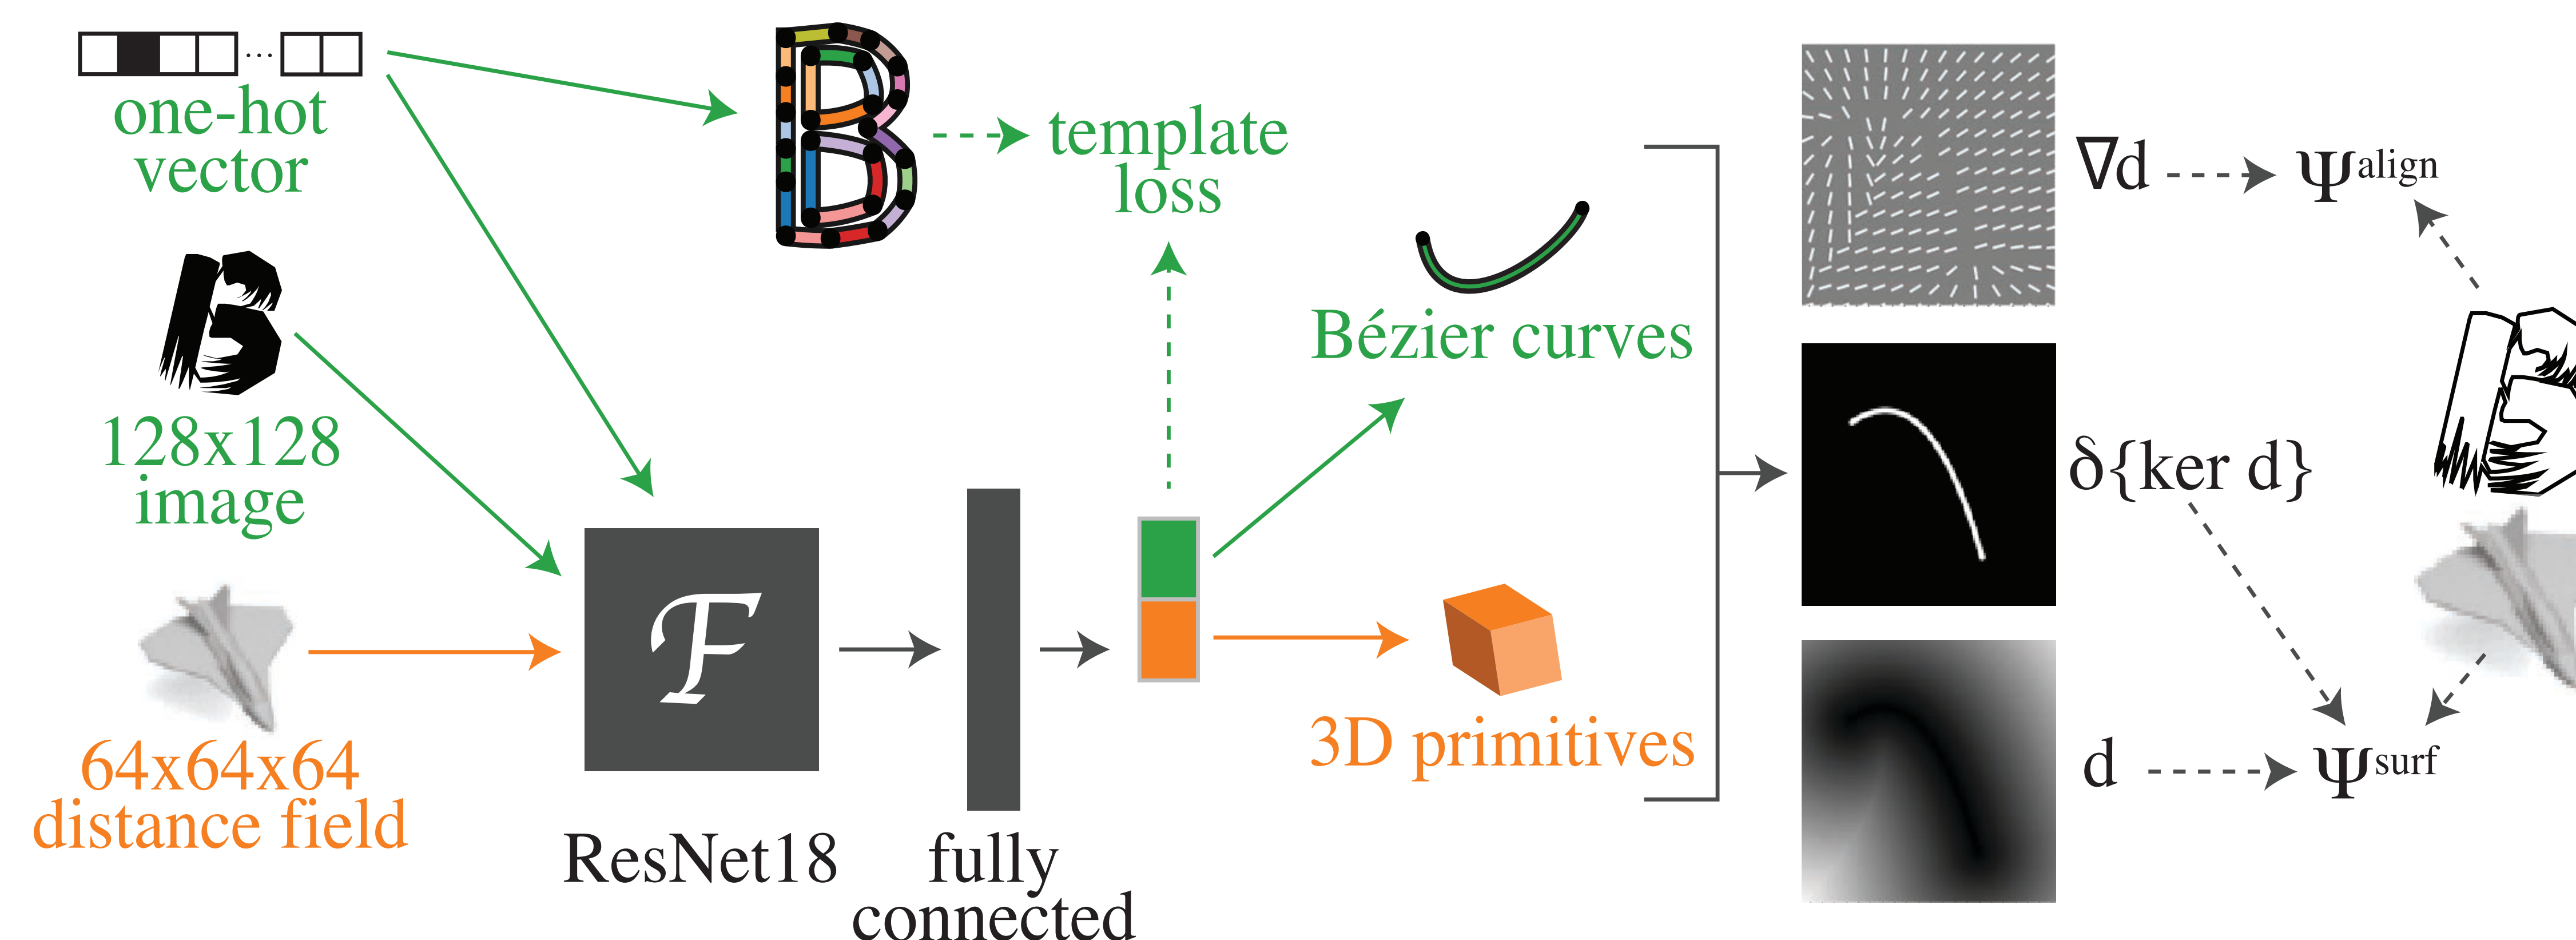 ...
one-hot
vector
128x128
image
64x64x64
distance field
ℱ
ResNet18
fully
connected
template
loss
Bézier curves
3D primitives
∇d
Ψalign
δ{ker d}
d
Ψsurf